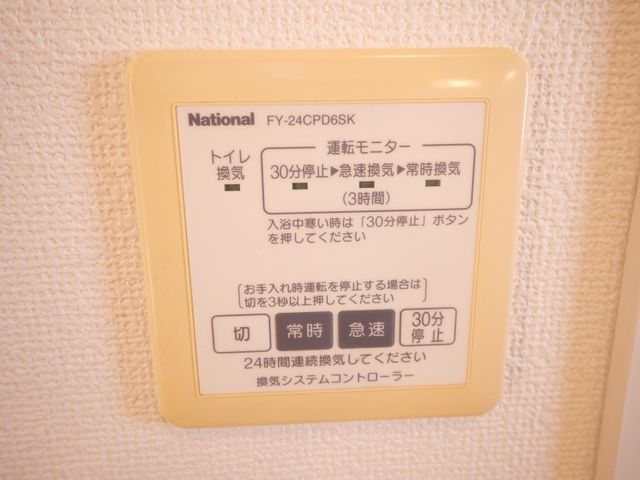 National FY-24CPD6SK
運転モニター
トイレ
換気
30分停止▶急速換気▶常時換気
(3時間)
入浴中寒い時は「30分停止」ボタン
を押してください
お手入れ時運転を停止する場合は
切を3秒以上押してください
切 常時 急速 30分
停止
24時間連続換気してください
換気システムコントローラー